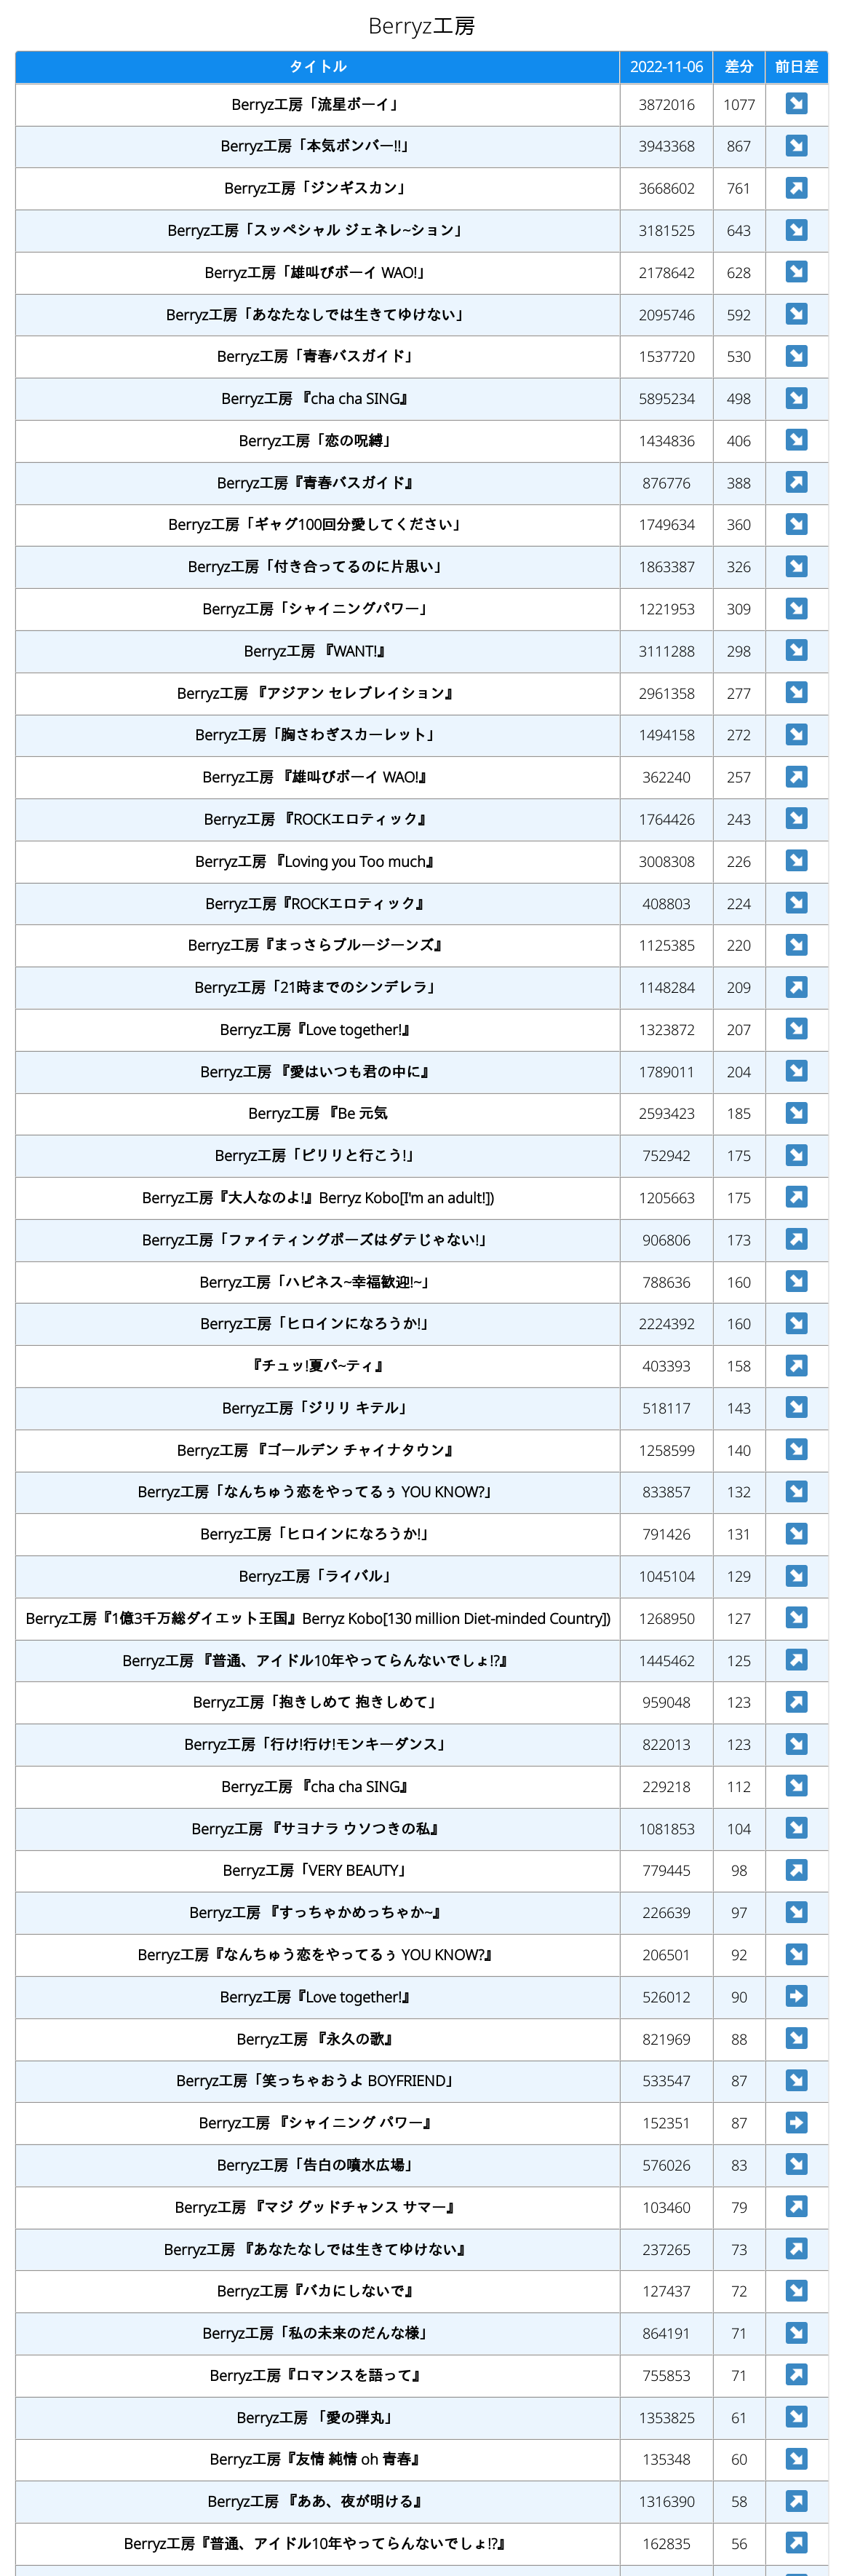 Berryz工房
タイトル 2022-11-06 差分 前日差
Berryz工房「流星ボーイ」 3872016 1077 ↘
Berryz工房「本気ボンバー!!」 3943368 867 ↘
Berryz工房「ジンギスカン」 3668602 761 ↗
Berryz工房「スッペシャル ジェネレ~ション」 3181525 643 ↘
Berryz工房「雄叫びボーイ WAO!」 2178642 628 ↘
Berryz工房「あなたなしでは生きてゆけない」 2095746 592 ↘
Berryz工房「青春バスガイド」 1537720 530 ↘
Berryz工房 『cha cha SING』 5895234 498 ↘
Berryz工房「恋の呪縛」 1434836 406 ↘
Berryz工房『青春バスガイド』 876776 388 ↗
Berryz工房「ギャグ100回分愛してください」 1749634 360 ↘
Berryz工房「付き合ってるのに片思い」 1863387 326 ↘
Berryz工房「シャイニングパワー」 1221953 309 ↘
Berryz工房 『WANT!』 3111288 298 ↘
Berryz工房 『アジアン セレブレイション』 2961358 277 ↘
Berryz工房「胸さわぎスカーレット」 1494158 272 ↘
Berryz工房 『雄叫びボーイ WAO!』 362240 257 ↗
Berryz工房 『ROCKエロティック』 1764426 243 ↘
Berryz工房 『Loving you Too much』 3008308 226 ↘
Berryz工房『ROCKエロティック』 408803 224 ↘
Berryz工房『まっさらブルージーンズ』 1125385 220 ↘
Berryz工房「21時までのシンデレラ」 1148284 209 ↗
Berryz工房『Love together!』 1323872 207 ↘
Berryz工房 『愛はいつも君の中に』 1789011 204 ↘
Berryz工房 『Be 元気 2593423 185 ↘
Berryz工房「ピリリと行こう!」 752942 175 ↘
Berryz工房『大人なのよ!』Berryz Kobo[I'm an adult!]) 1205663 175 ↗
Berryz工房「ファイティングポーズはダテじゃない!」 906806 173 ↗
Berryz工房「ハピネス~幸福歓迎!~」 788636 160 ↘
Berryz工房「ヒロインになろうか!」 2224392 160 ↘
『チュッ!夏パ~ティ』 403393 158 ↗
Berryz工房「ジリリ キテル」 518117 143 ↘
Berryz工房 『ゴールデン チャイナタウン』 1258599 140 ↘
Berryz工房「なんちゅう恋をやってるぅ YOU KNOW?」 833857 132 ↘
Berryz工房「ヒロインになろうか!」 791426 131 ↘
Berryz工房「ライバル」 1045104 129 ↘
Berryz工房『1億3千万総ダイエット王国』Berryz Kobo[130 million Diet-minded Country]) 1268950 127 ↘
Berryz工房 『普通、アイドル10年やってらんないでしょ!?』 1445462 125 ↗
Berryz工房「抱きしめて 抱きしめて」 959048 123 ↗
Berryz工房「行け!行け!モンキーダンス」 822013 123 ↘
Berryz工房 『cha cha SING』 229218 112 ↘
Berryz工房 『サヨナラ ウソつきの私』 1081853 104 ↘
Berryz工房「VERY BEAUTY」 779445 98 ↗
Berryz工房 『すっちゃかめっちゃか~』 226639 97 ↘
Berryz工房『なんちゅう恋をやってるぅ YOU KNOW?』 206501 92 ↘
Berryz工房『Love together!』 526012 90 ➡
Berryz工房 『永久の歌』 821969 88 ↘
Berryz工房「笑っちゃおうよ BOYFRIEND」 533547 87 ↘
Berryz工房 『シャイニング パワー』 152351 87 ➡
Berryz工房「告白の噴水広場」 576026 83 ↘
Berryz工房 『マジ グッドチャンス サマー』 103460 79 ↗
Berryz工房 『あなたなしでは生きてゆけない』 237265 73 ↗
Berryz工房『バカにしないで』 127437 72 ↘
Berryz工房「私の未来のだんな様」 864191 71 ↘
Berryz工房『ロマンスを語って』 755853 71 ↗
Berryz工房 「愛の弾丸」 1353825 61 ↘
Berryz工房『友情 純情 oh 青春』 135348 60 ↘
Berryz工房 『ああ、夜が明ける』 1316390 58 ↗
Berryz工房『普通、アイドル10年やってらんないでしょ!?』 162835 56 ↗